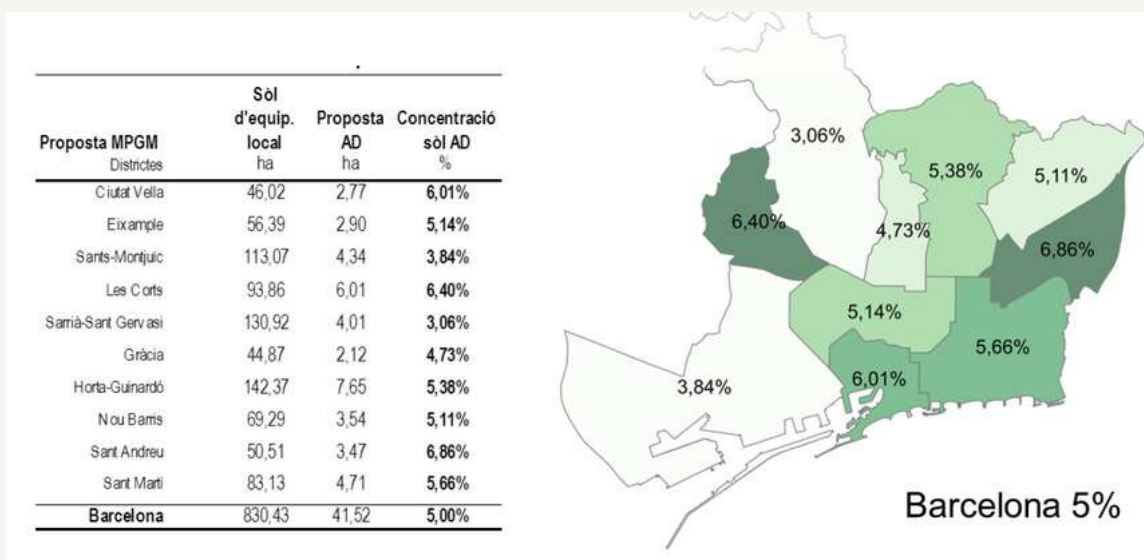 Sòl
d'equip. Proposta Concentració
Proposta MPGM local AD sòl AD
Districtes ha ha %
Ciutat Vella 46,02 2,77 6,01%
Eixample 56,39 2,90 5,14%
Sants-Montjuïc 113,07 4,34 3,84%
Les Corts 93,86 6,01 6,40%
Sarrià-Sant Gervasi 130,92 4,01 3,06%
Gràcia 44,87 2,12 4,73%
Horta-Guinardó 142,37 7,65 5,38%
Nou Barris 69,29 3,54 5,11%
Sant Andreu 50,51 3,47 6,86%
Sant Martí 83,13 4,71 5,66%
Barcelona 830,43 41,52 5,00%
3,06%
5,38%
5,11%
6,40%
4,73%
6,86%
5,14%
5,66%
3,84%
6,01%
Barcelona 5%